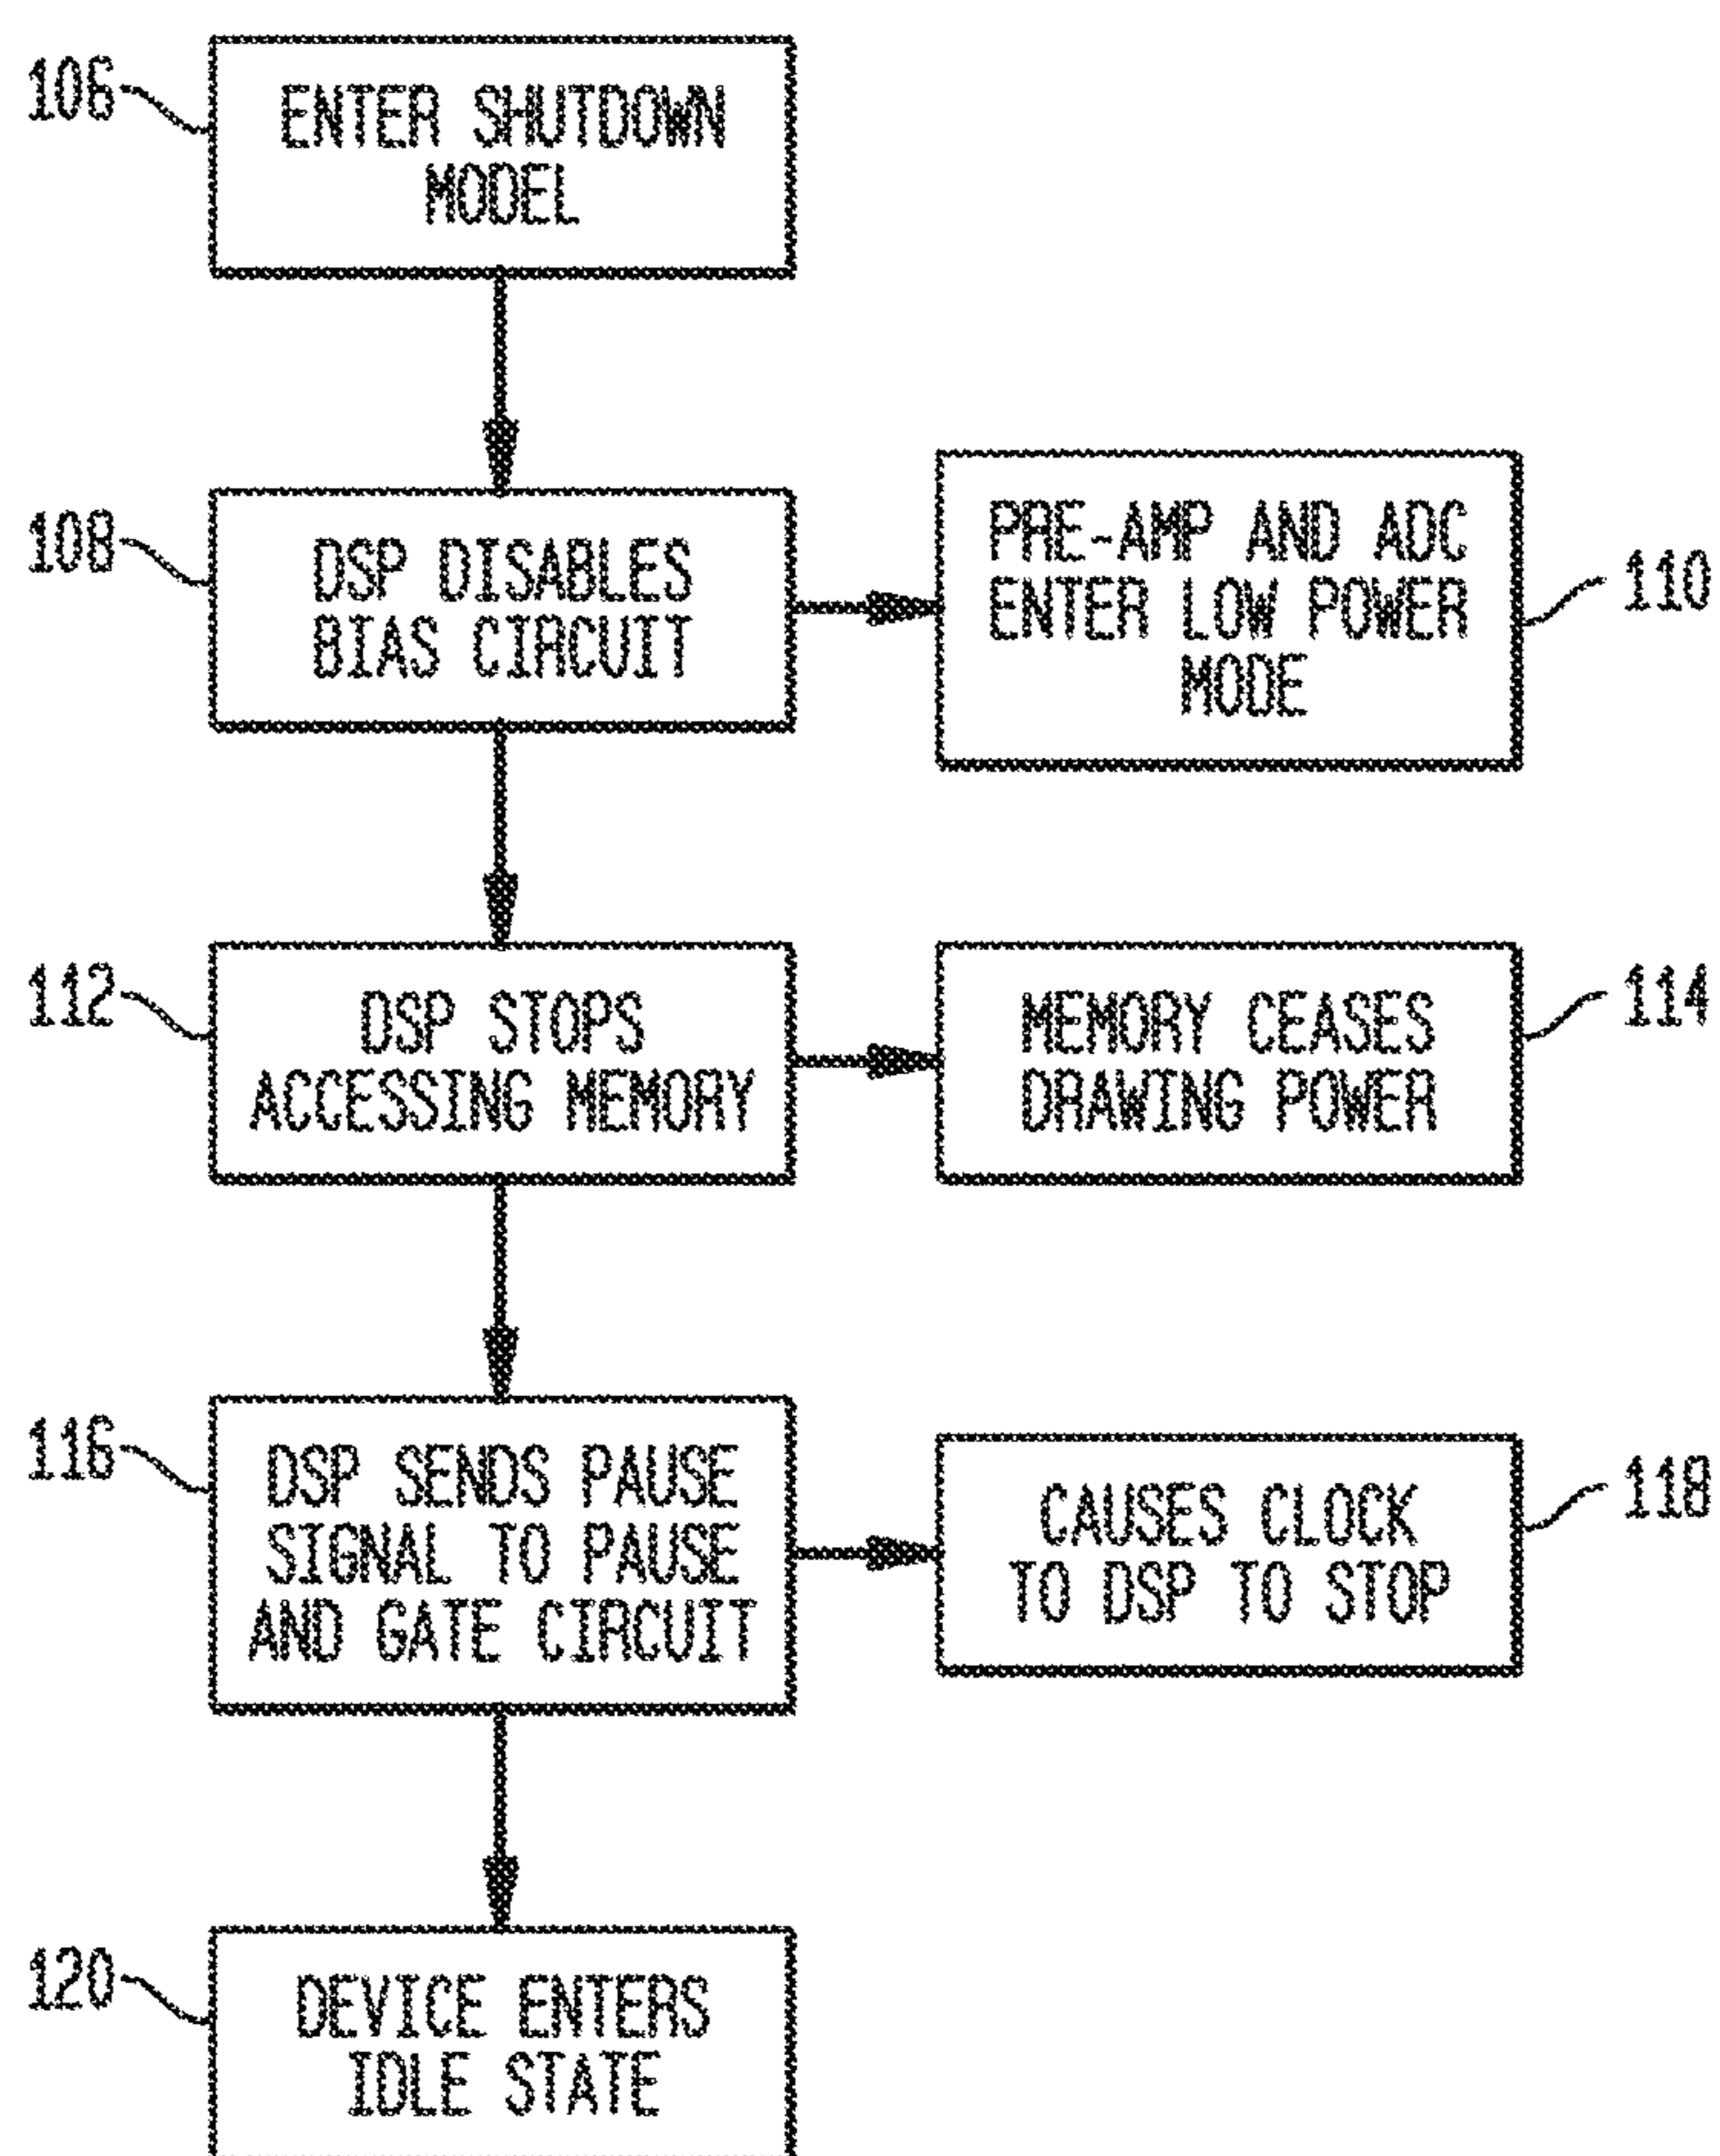 106
ENTER SHUTDOWN
MODEL
108
DSP DISABLES
BIAS CIRCUIT
PRE-AMP AND ADC
ENTER LOW POWER
MODE
110
112
DSP STOPS
ACCESSING MEMORY
MEMORY CEASES
DRAWING POWER
114
116
DSP SENDS PAUSE
SIGNAL TO PAUSE
AND GATE CIRCUIT
CAUSES CLOCK
TO DSP TO STOP
118
120
DEVICE ENTERS
IDLE STATE